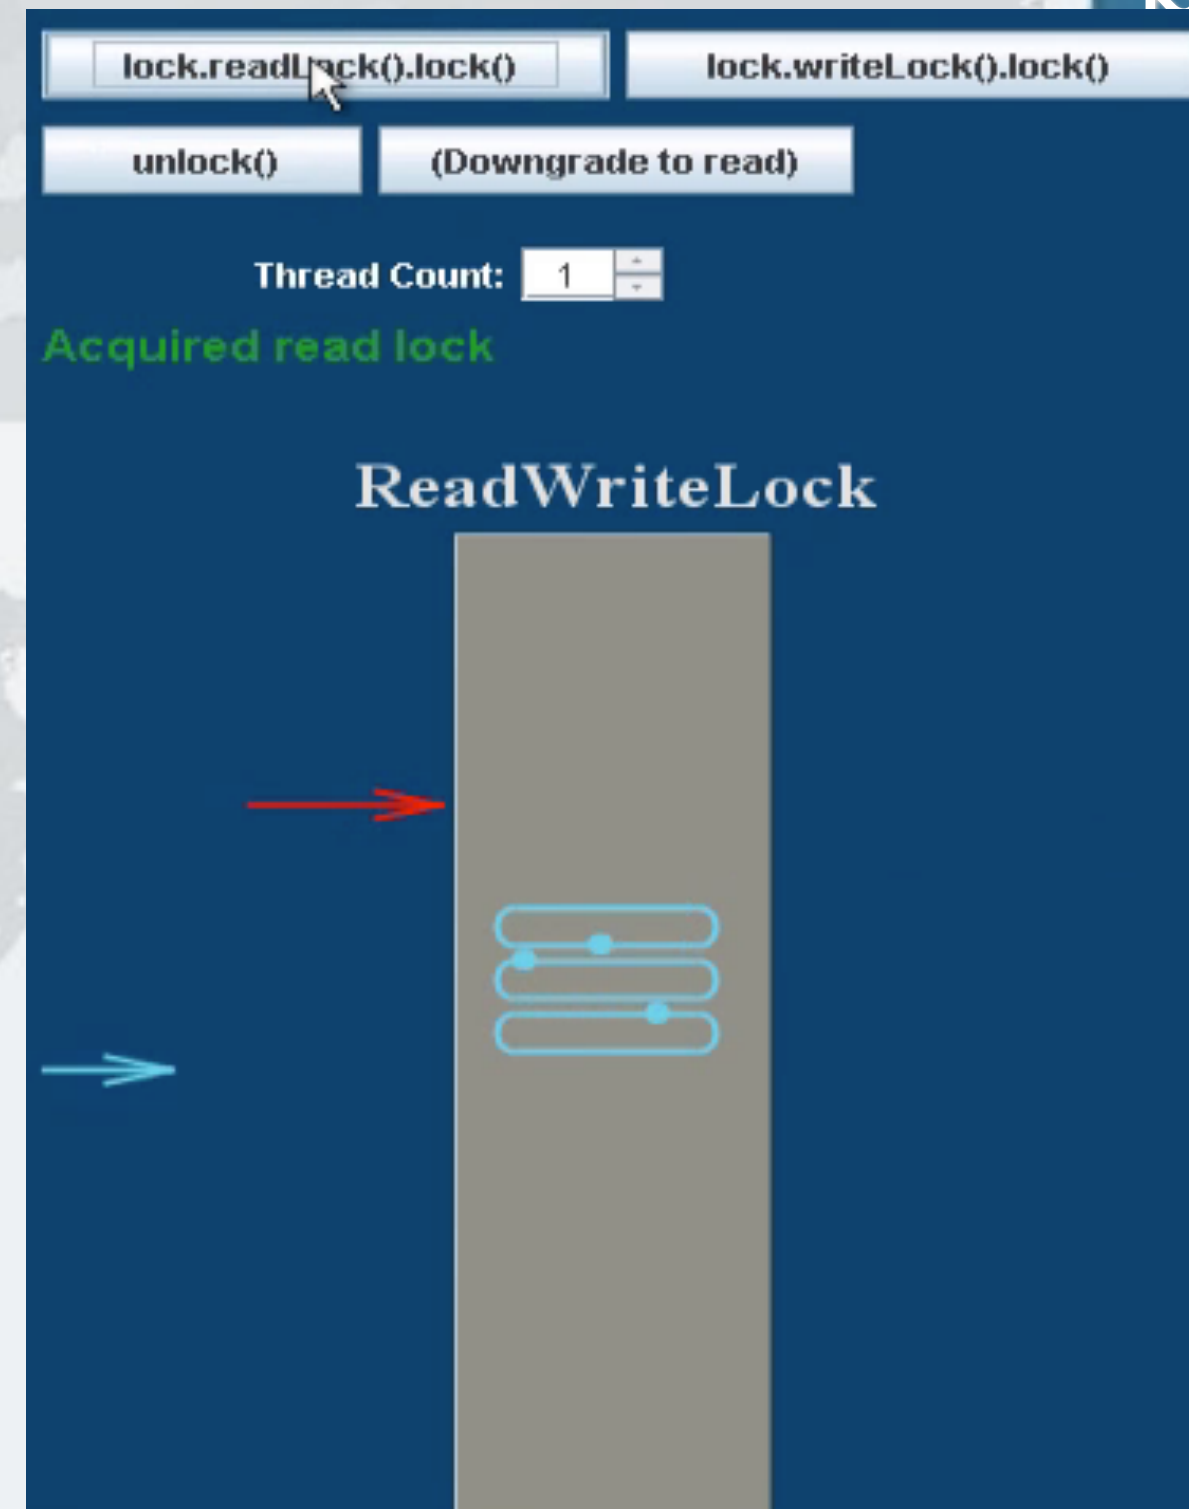 lock.readLock().lock() lock.writeLock().lock()
unlock() (Downgrade to read)
Thread Count: 1
Acquired read lock
ReadWriteLock